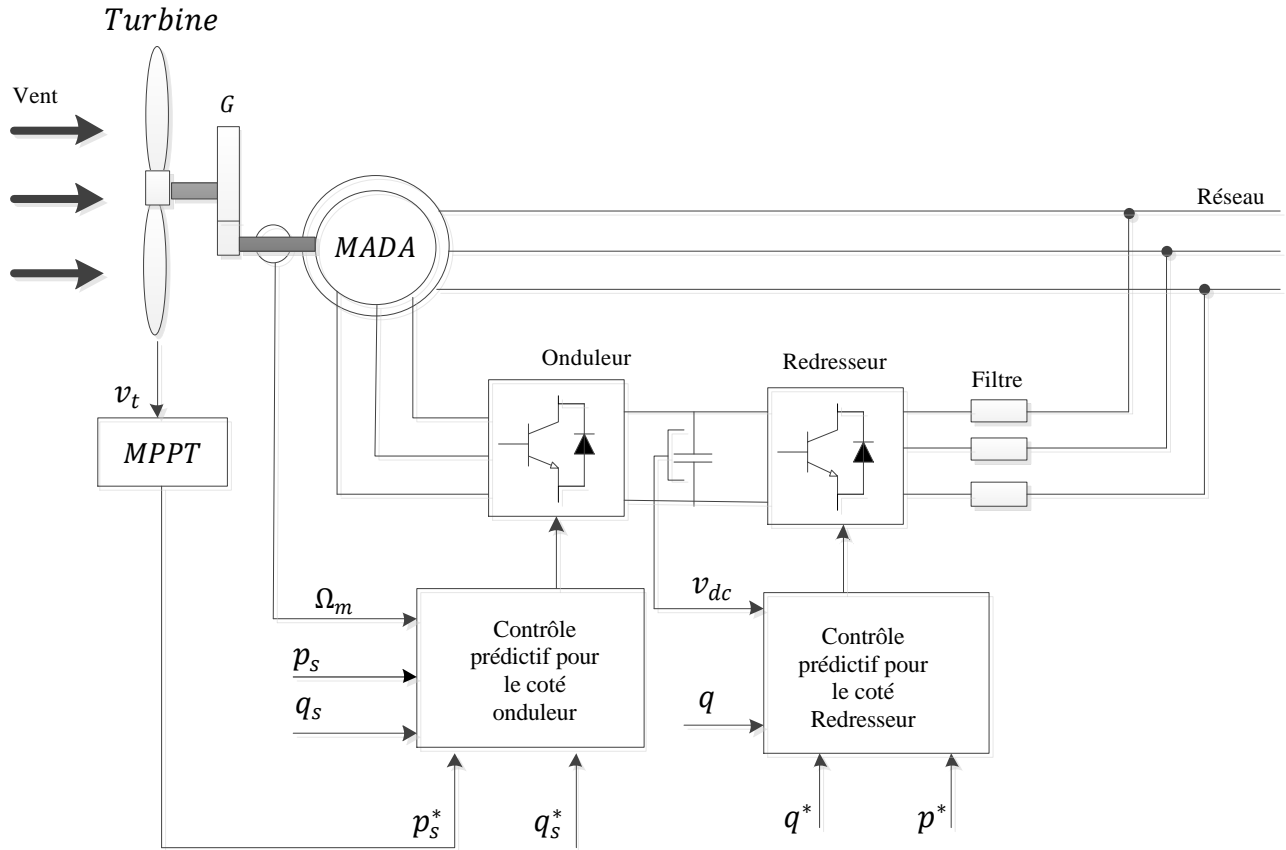 Turbine
Vent
G
Réseau
MADA
Onduleur
Redresseur
Filtre
v_t
MPPT
Ω_m
v_dc
Contrôle
prédictif pour
le coté
onduleur
Contrôle
prédictif pour
le coté
Redresseur
p_s
q_s
q
p_s^*
q_s^*
q^*
p^*